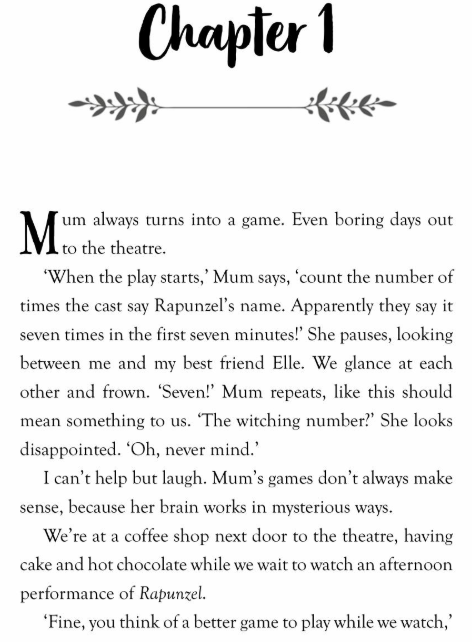 Chapter 1
Mum always turns into a game. Even boring days out
to the theatre.
‘When the play starts,’ Mum says, ‘count the number of
times the cast say Rapunzel’s name. Apparently they say it
seven times in the first seven minutes!’ She pauses, looking
between me and my best friend Elle. We glance at each
other and frown. ‘Seven!’ Mum repeats, like this should
mean something to us. ‘The witching number?’ She looks
disappointed. ‘Oh, never mind.’
I can’t help but laugh. Mum’s games don’t always make
sense, because her brain works in mysterious ways.
We’re at a coffee shop next door to the theatre, having
cake and hot chocolate while we wait to watch an afternoon
performance of Rapunzel.
‘Fine, you think of a better game to play while we watch,’